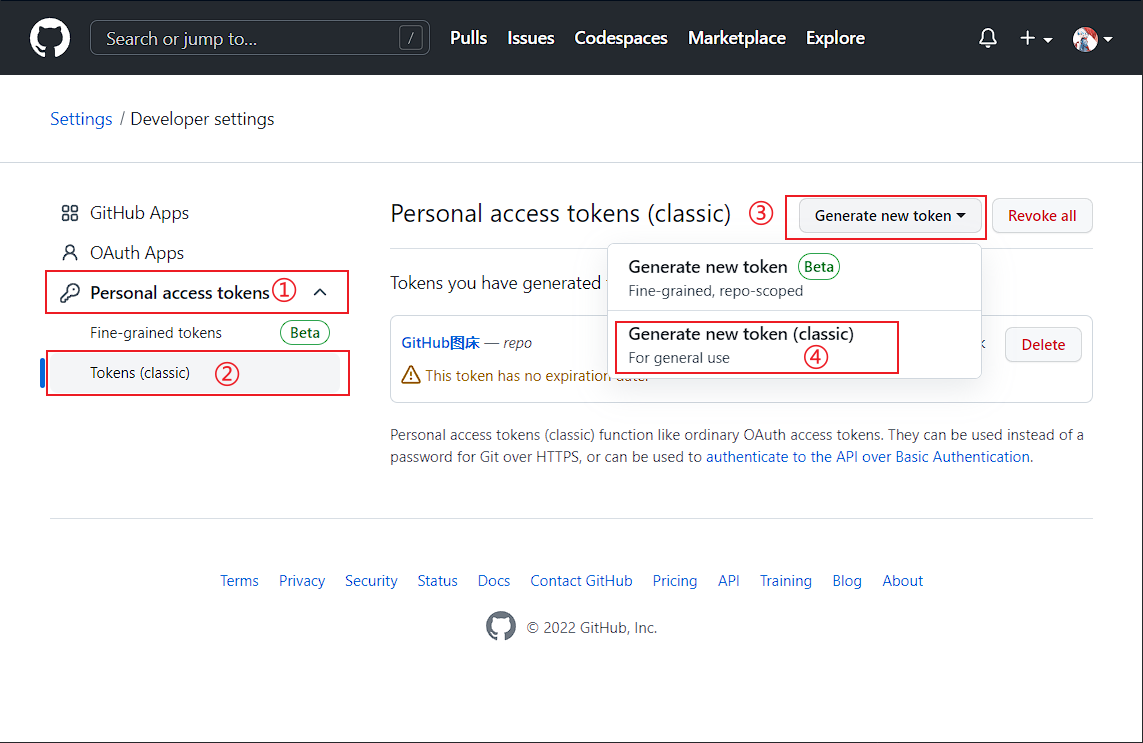 Search or jump to... / Pulls Issues Codespaces Marketplace Explore
Settings / Developer settings
GitHub Apps
OAuth Apps
Personal access tokens ①
Fine-grained tokens Beta
Tokens (classic) ②
Personal access tokens (classic) ③ Generate new token Revoke all
Generate new token Beta
Fine-grained, repo-scoped
Generate new token (classic)
For general use ④
Tokens you have generated
GitHub图床 — repo Delete
This token has no expiration date.
Personal access tokens (classic) function like ordinary OAuth access tokens. They can be used instead of a
password for Git over HTTPS, or can be used to authenticate to the API over Basic Authentication.
Terms Privacy Security Status Docs Contact GitHub Pricing API Training Blog About
© 2022 GitHub, Inc.